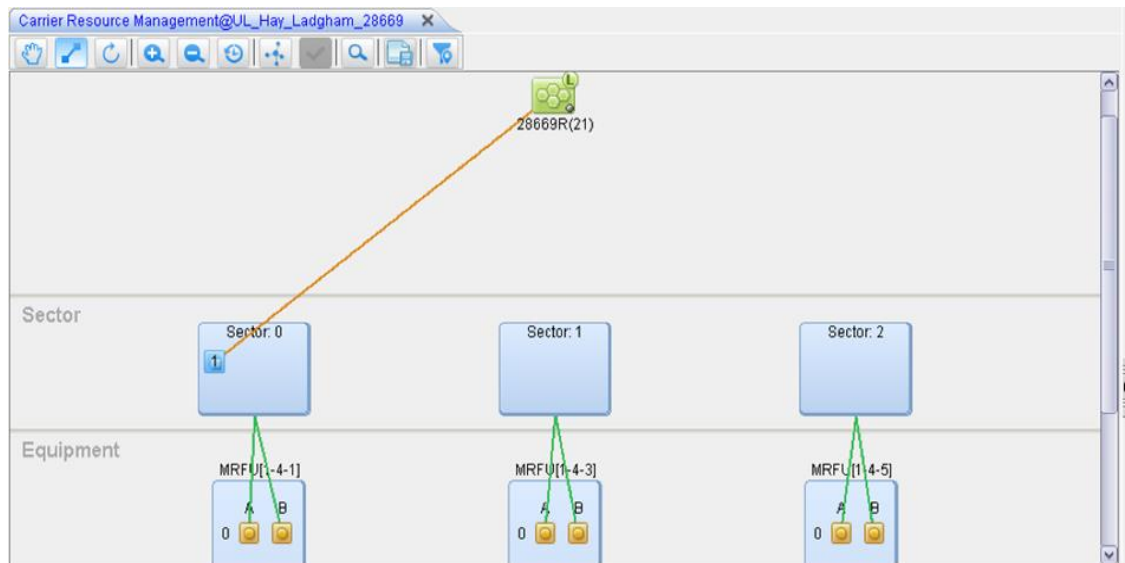 Carrier Resource Management@UL_Hay_Ladgham_28669
L
28669R(21)
Sector
Sector: 0
Sector: 1
Sector: 2
1
Equipment
MRFU[1-4-1]
MRFU[1-4-3]
MRFU[1-4-5]
A B
A B
A B
0
0
0